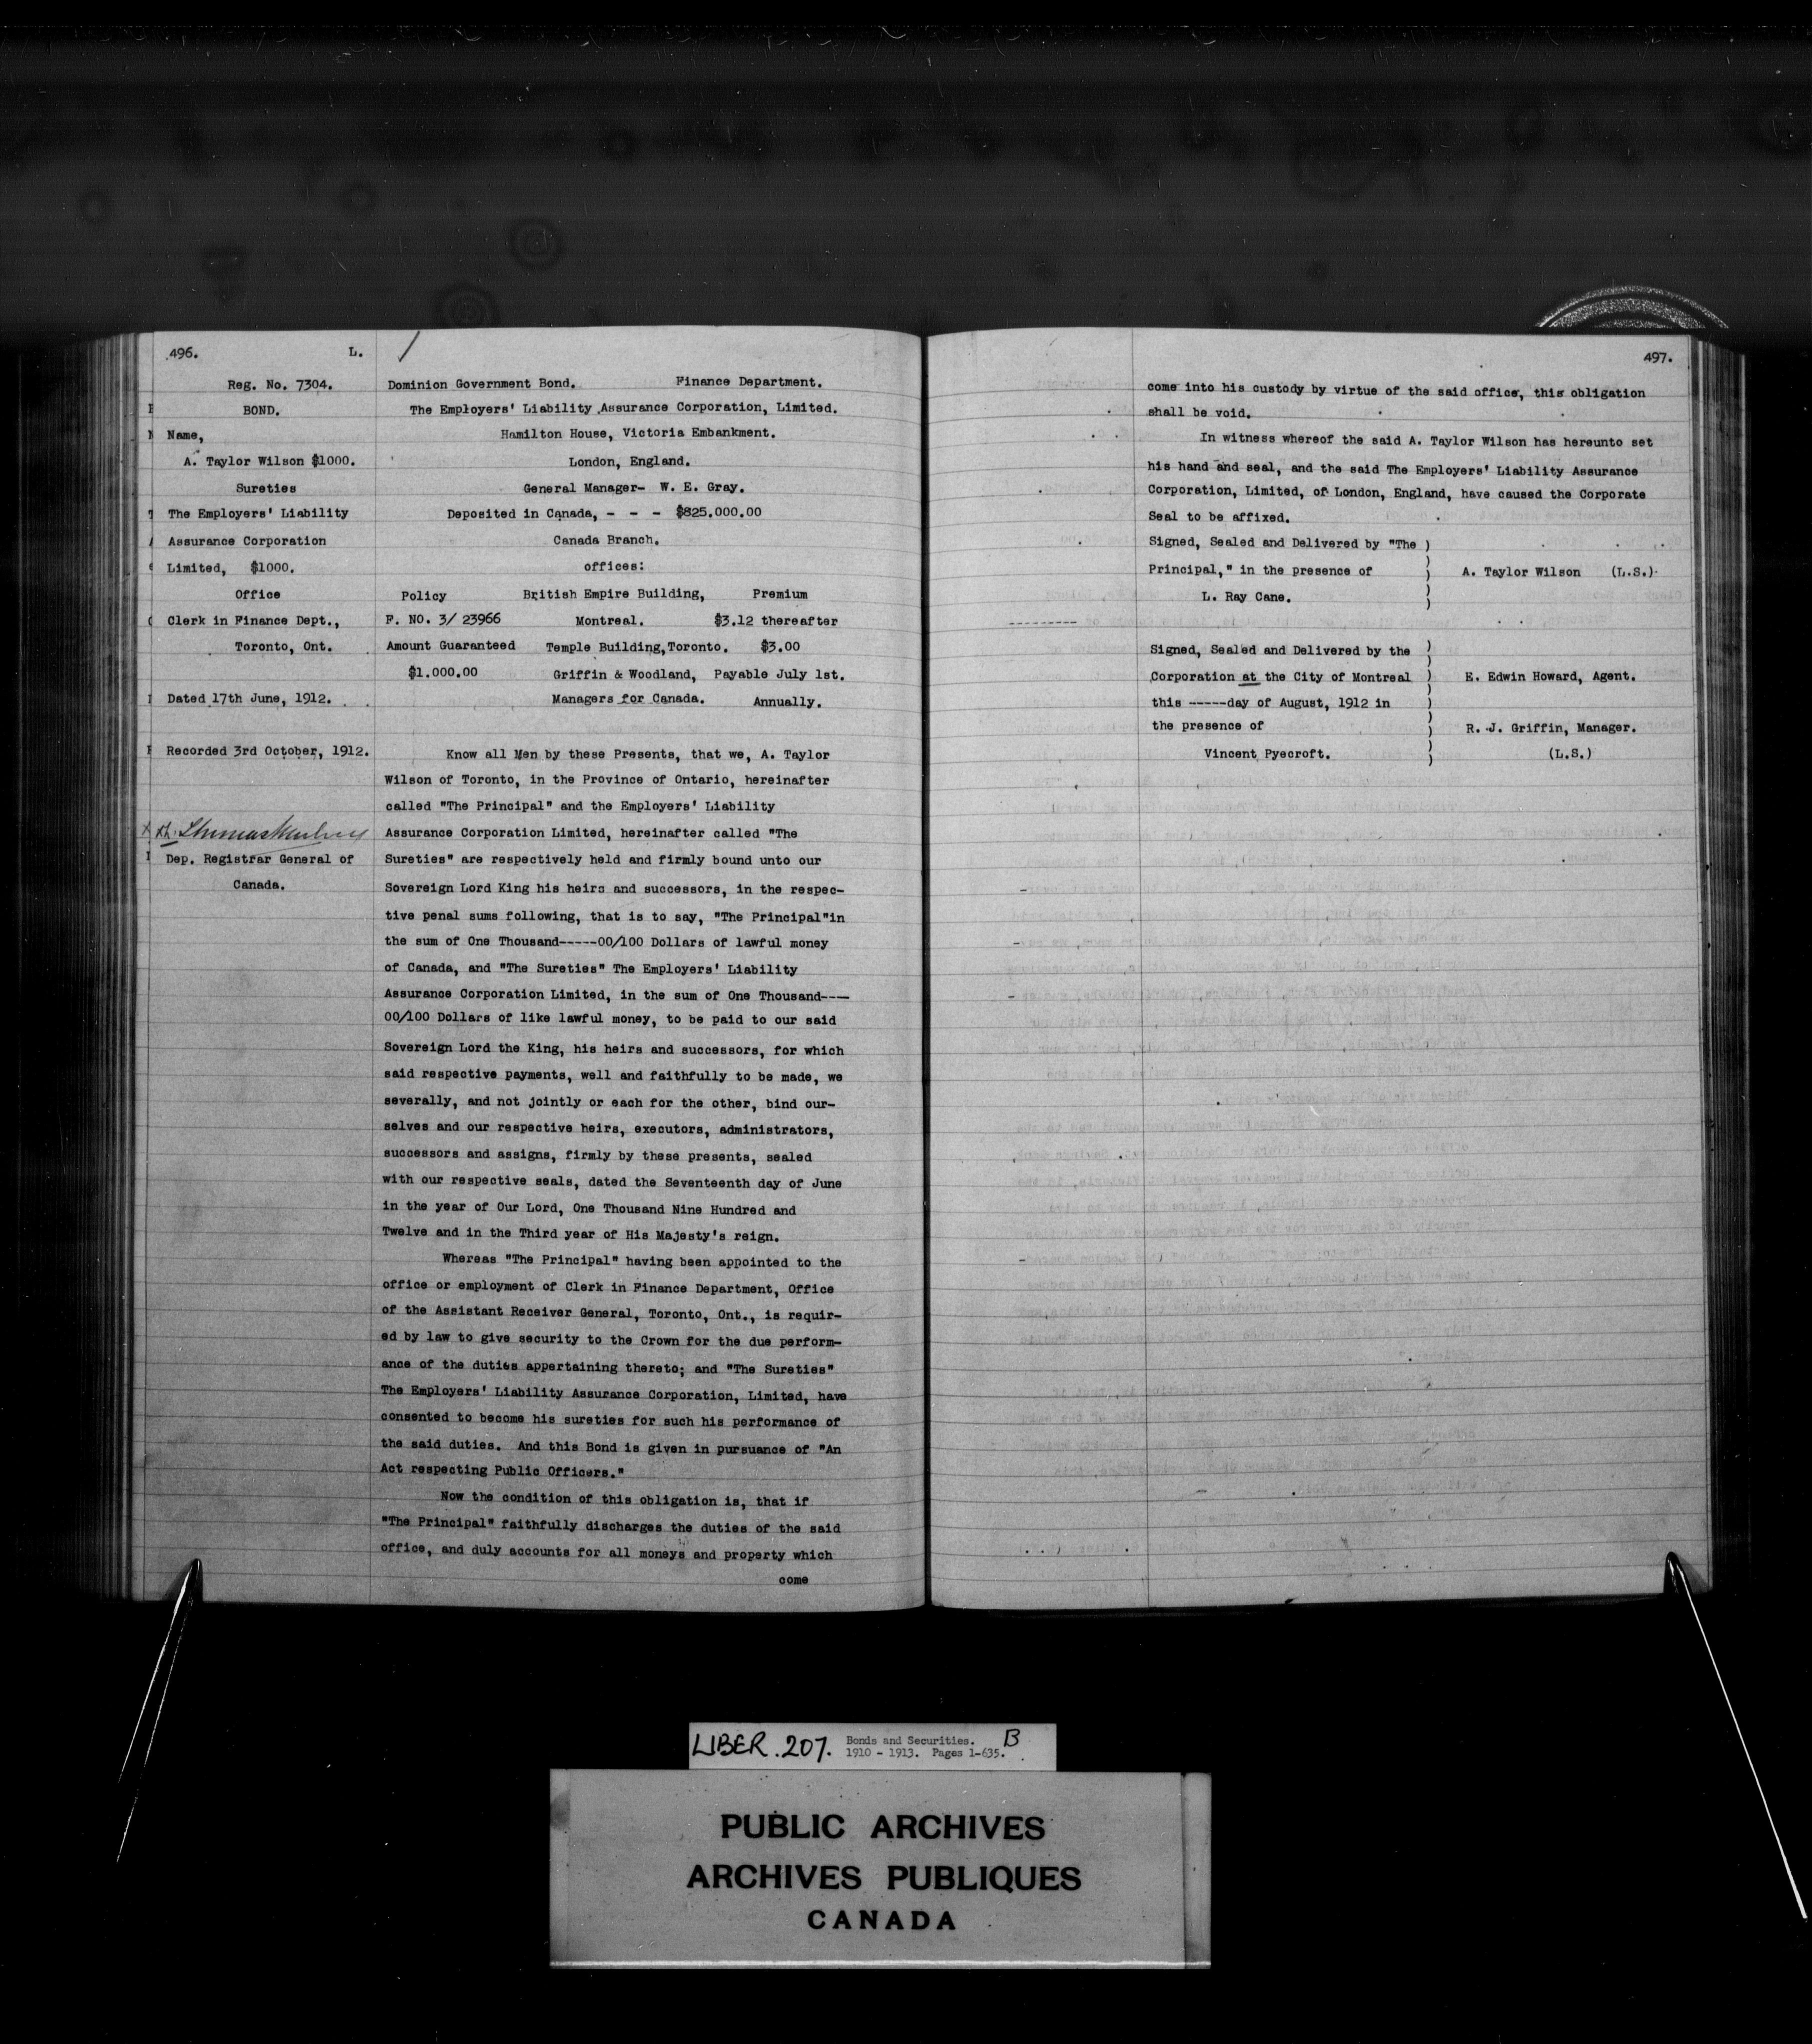 496.
L.
Reg. No. 7304.
BOND.
Name,
A. Taylor Wilson $1000.
Sureties
The Employers' Liability
Assurance Corporation
Limited, $1000.
Office
Clerk in Finance Dept.,
Toronto, Ont.
Dated 17th June, 1912.
Recorded 3rd October, 1912.
Thomas Mulvey
Dep. Registrar General of
Canada.
Dominion Government Bond. Finance Department.
The Employers' Liability Assurance Corporation, Limited.
Hamilton House, Victoria Embankment.
London, England.
General Manager- W. E. Gray.
Deposited in Canada, - - - $825.000.00
Canada Branch.
offices:
Policy British Empire Building, Premium
F. NO. 3/ 23966 Montreal. $3.12 thereafter
Amount Guaranteed Temple Building,Toronto. $3.00
$1.000.00 Griffin & Woodland, Payable July 1st.
Managers for Canada. Annually.
Know all Men by these Presents, that we, A. Taylor
Wilson of Toronto, in the Province of Ontario, hereinafter
called "The Principal" and the Employers' Liability
Assurance Corporation Limited, hereinafter called "The
Sureties" are respectively held and firmly bound unto our
Sovereign Lord King his heirs and successors, in the respec-
tive penal sums following, that is to say, "The Principal"in
the sum of One Thousand-----00/100 Dollars of lawful money
of Canada, and "The Sureties" The Employers' Liability
Assurance Corporation Limited, in the sum of One Thousand----
00/100 Dollars of like lawful money, to be paid to our said
Sovereign Lord the King, his heirs and successors, for which
said respective payments, well and faithfully to be made, we
severally, and not jointly or each for the other, bind our-
selves and our respective heirs, executors, administrators,
successors and assigns, firmly by these presents, sealed
with our respective seals, dated the Seventeenth day of June
in the year of Our Lord, One Thousand Nine Hundred and
Twelve and in the Third year of His Majesty's reign.
Whereas "The Principal" having been appointed to the
office or employment of Clerk in Finance Department, Office
of the Assistant Receiver General, Toronto, Ont., is requir-
ed by law to give security to the Crown for the due perform-
ance of the duties appertaining thereto; and "The Sureties"
The Employers' Liability Assurance Corporation, Limited, have
consented to become his sureties for such his performance of
the said duties. And this Bond is given in pursuance of "An
Act respecting Public Officers."
Now the condition of this obligation is, that if
"The Principal" faithfully discharges the duties of the said
office, and duly accounts for all moneys and property which
come
497.
come into his custody by virtue of the said office, this obligation
shall be void.
In witness whereof the said A. Taylor Wilson has hereunto set
his hand and seal, and the said The Employers' Liability Assurance
Corporation, Limited, of London, England, have caused the Corporate
Seal to be affixed.
Signed, Sealed and Delivered by "The )
Principal," in the presence of ) A. Taylor Wilson (L.S.)
L. Ray Cane. )
Signed, Sealed and Delivered by the )
Corporation at the City of Montreal ) E. Edwin Howard, Agent.
this -----day of August, 1912 in )
the presence of ) R. J. Griffin, Manager.
Vincent Pyecroft. ) (L.S.)
LIBER. 207. Bonds and Securities. B
1910 - 1913. Pages 1-635.
PUBLIC ARCHIVES
ARCHIVES PUBLIQUES
CANADA